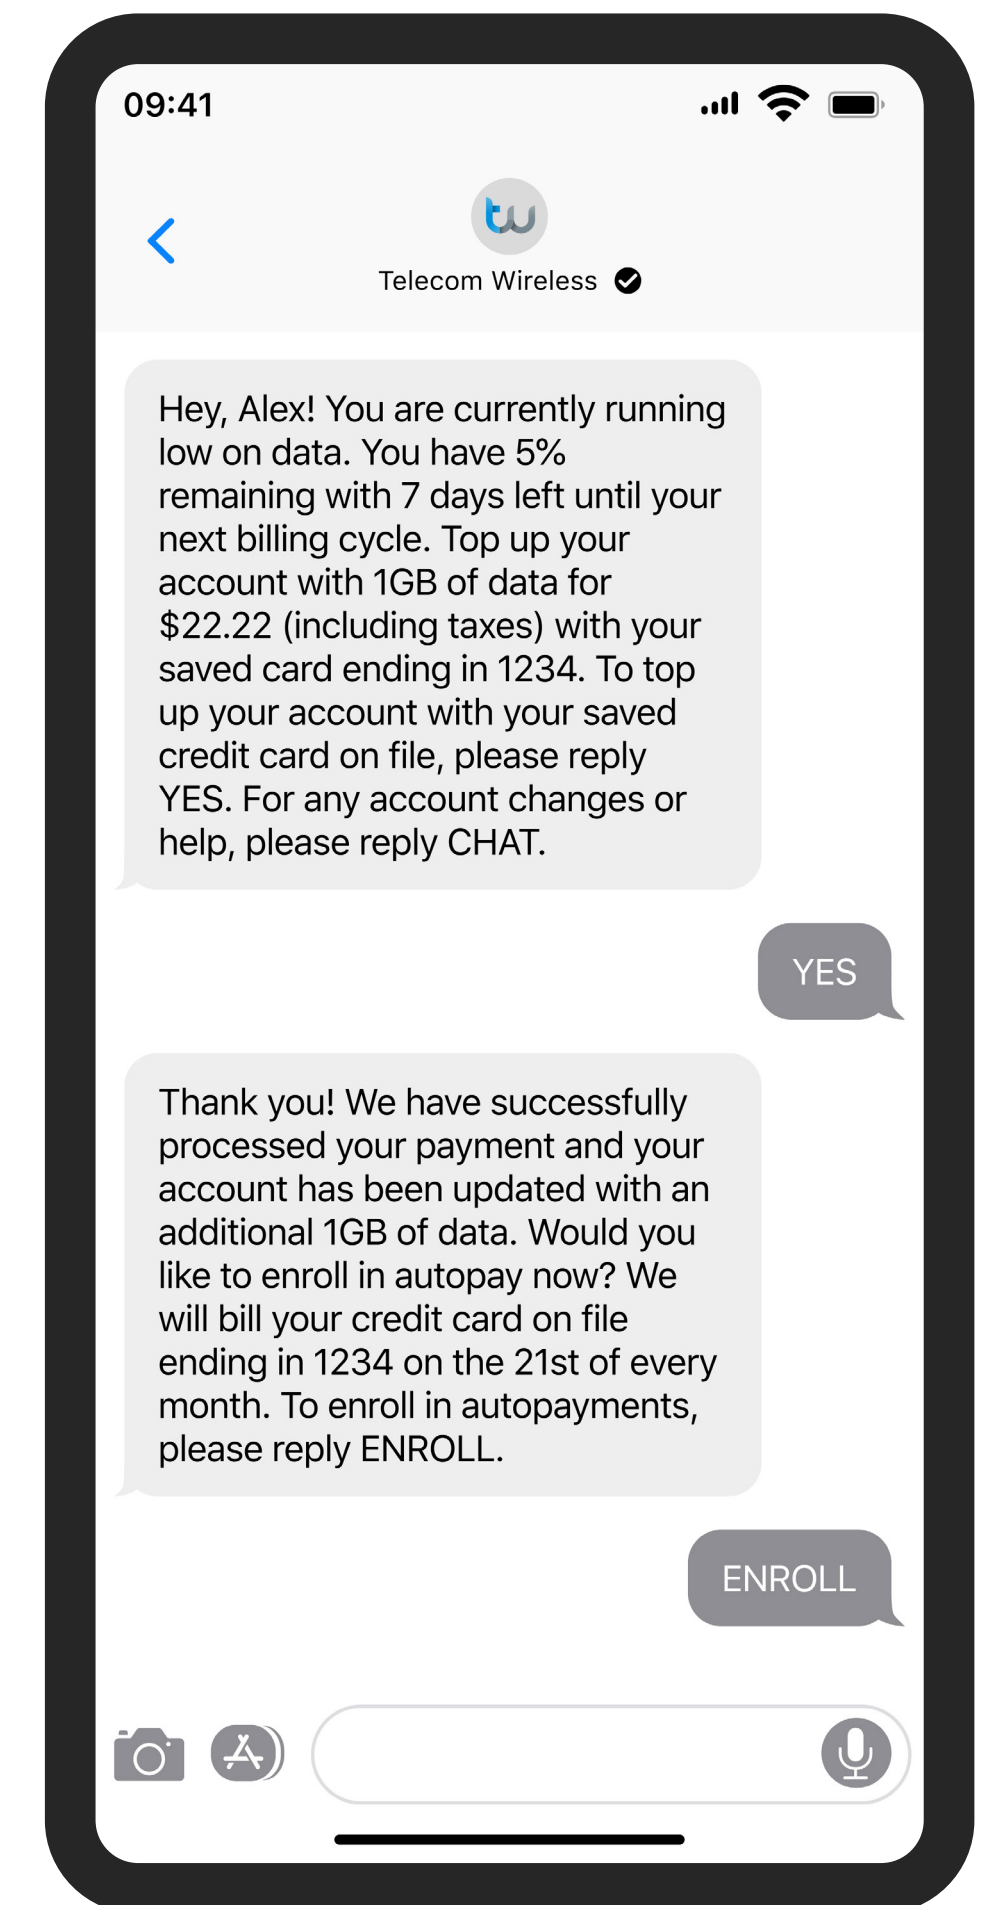 09:41
tw
Telecom Wireless
Hey, Alex! You are currently running
low on data. You have 5%
remaining with 7 days left until your
next billing cycle. Top up your
account with 1GB of data for
$22.22 (including taxes) with your
saved card ending in 1234. To top
up your account with your saved
credit card on file, please reply
YES. For any account changes or
help, please reply CHAT.
YES
Thank you! We have successfully
processed your payment and your
account has been updated with an
additional 1GB of data. Would you
like to enroll in autopay now? We
will bill your credit card on file
ending in 1234 on the 21st of every
month. To enroll in autopayments,
please reply ENROLL.
ENROLL